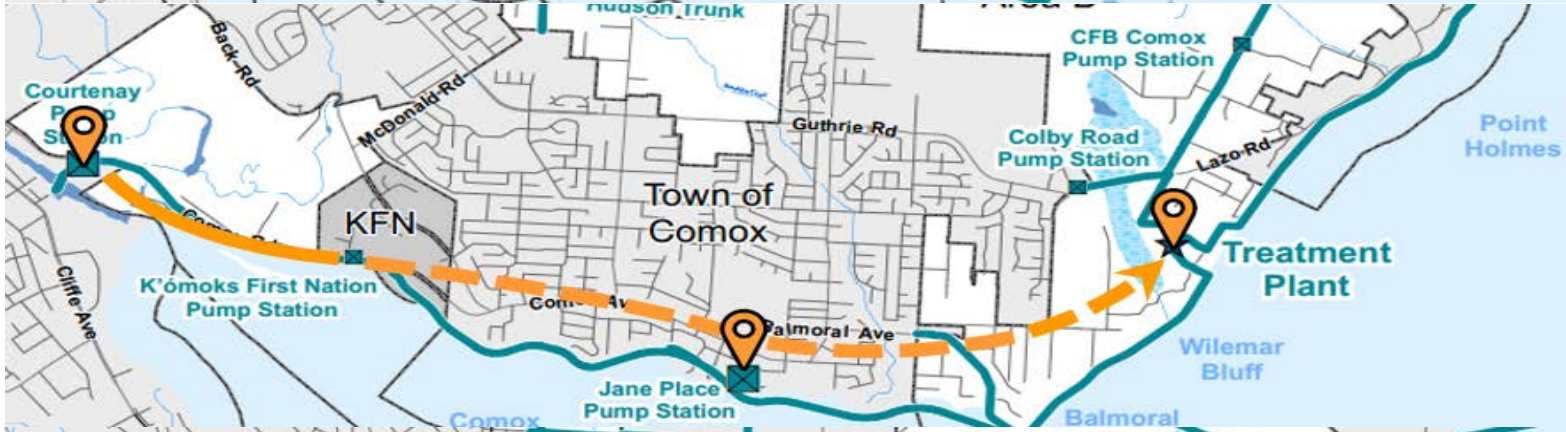 Hudson Trunk
CFB Comox
Pump Station
Back Rd
Courtenay
McDonald Rd
Guthrie Rd
Colby Road
Pump Station
Lazo Rd
Point
Holmes
Town of
Comox
KFN
K'ómoks First Nation
Pump Station
Cliffe Ave
Balmoral Ave
Treatment
Plant
Jane Place
Pump Station
Wilemar
Bluff
Comox
Balmoral